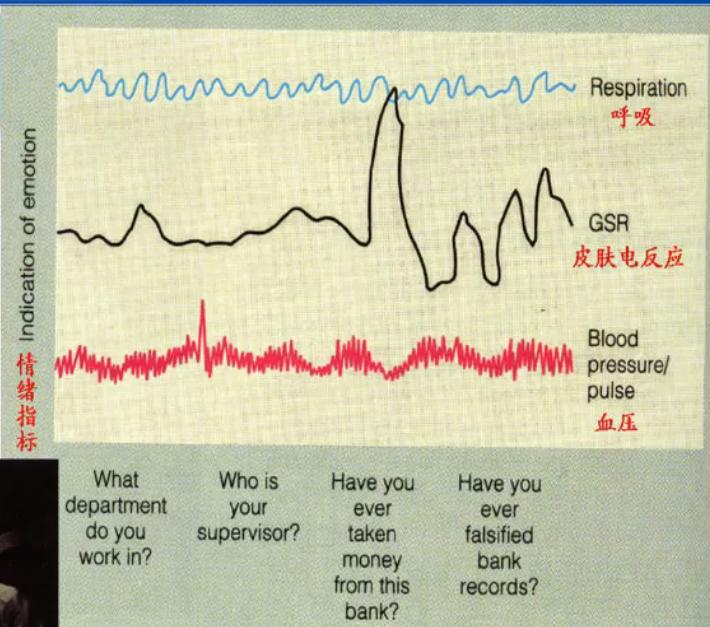 Indication of emotion
情绪指标
Respiration
呼吸
GSR
皮肤电反应
Blood
pressure/
pulse
血压
What
department
do you
work in?
Who is
your
supervisor?
Have you
ever
taken
money
from this
bank?
Have you
ever
falsified
bank
records?